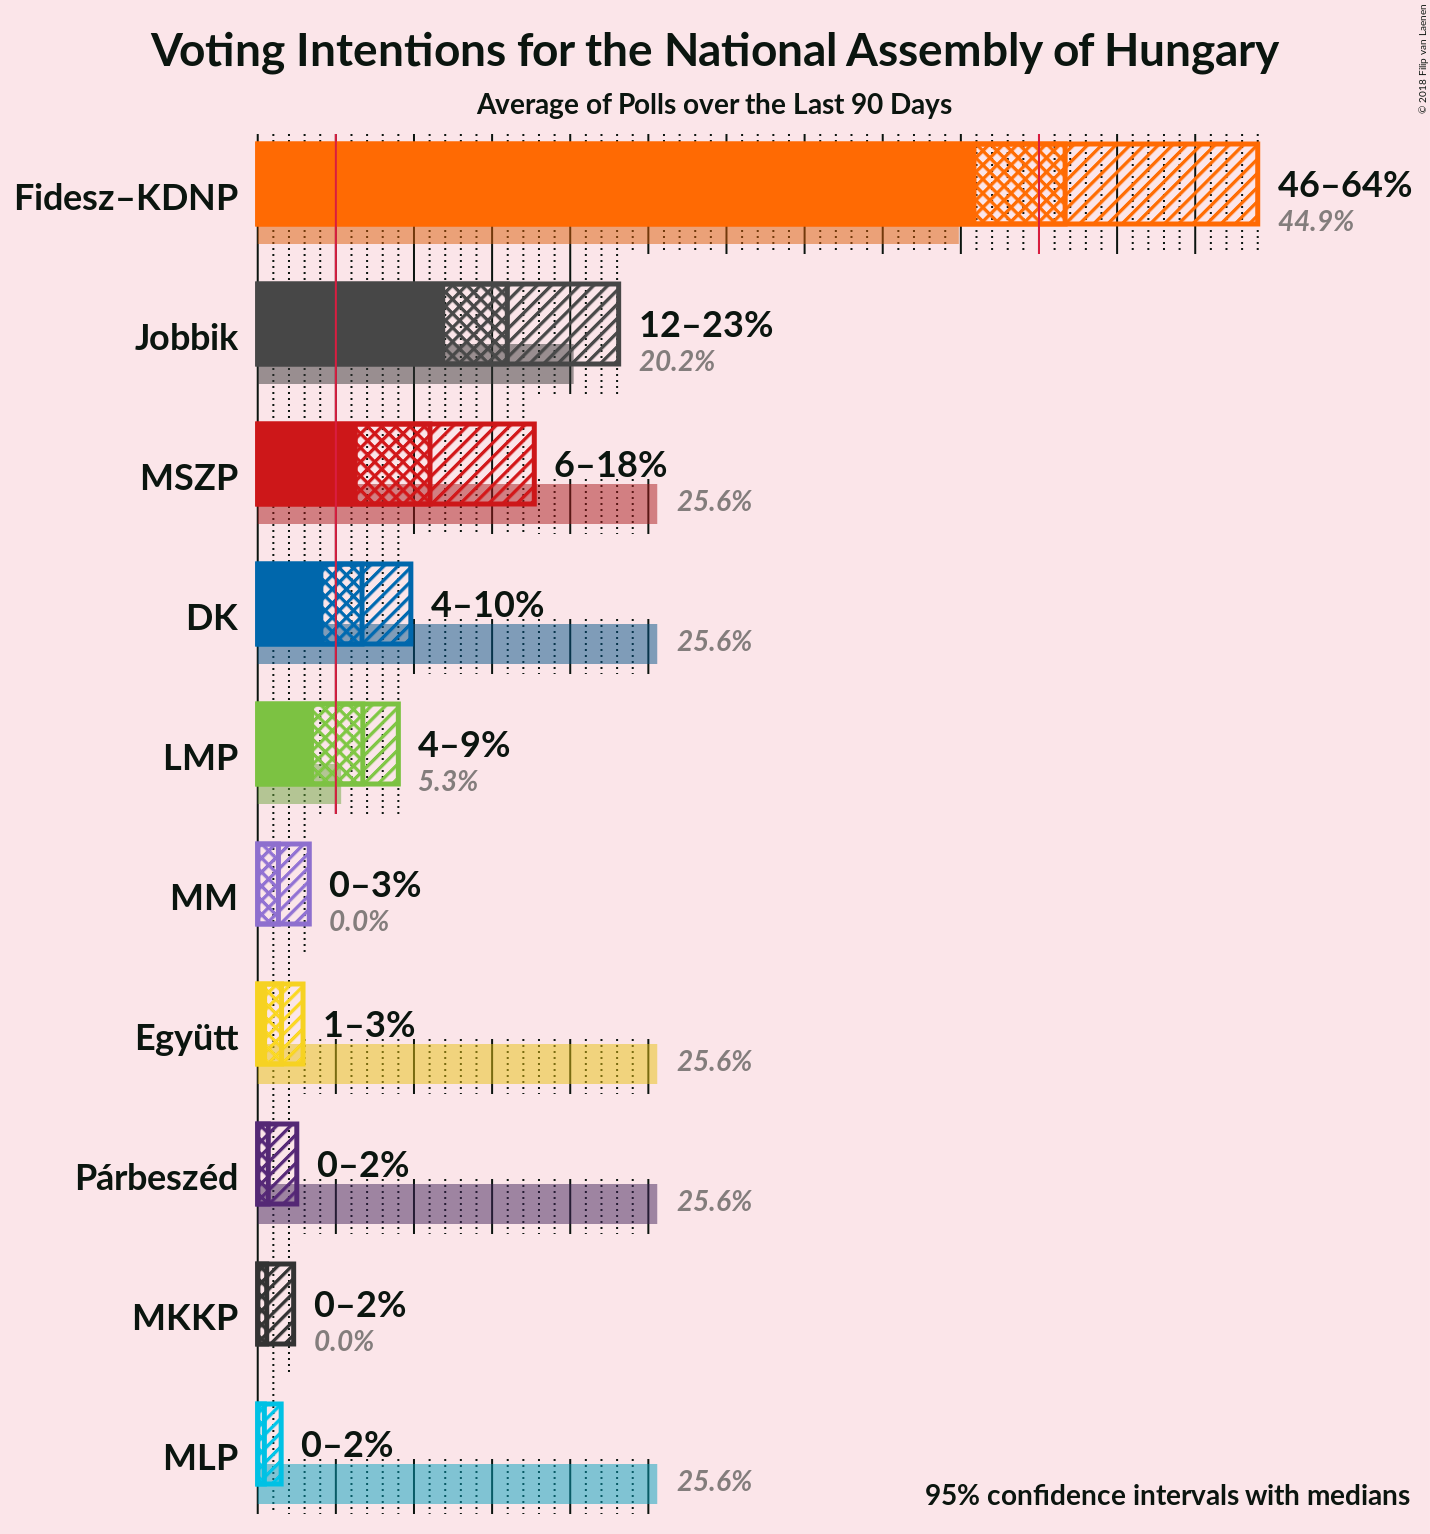 Voting Intentions for the National Assembly of Hungary
Average of Polls over the Last 90 Days
© 2018 Filip van Laenen
Fidesz–KDNP
46–64%
44.9%
Jobbik
12–23%
20.2%
MSZP
6–18%
25.6%
DK
4–10%
25.6%
LMP
4–9%
5.3%
MM
0–3%
0.0%
Együtt
1–3%
25.6%
Párbeszéd
0–2%
25.6%
MKKP
0–2%
0.0%
MLP
0–2%
25.6%
95% confidence intervals with medians